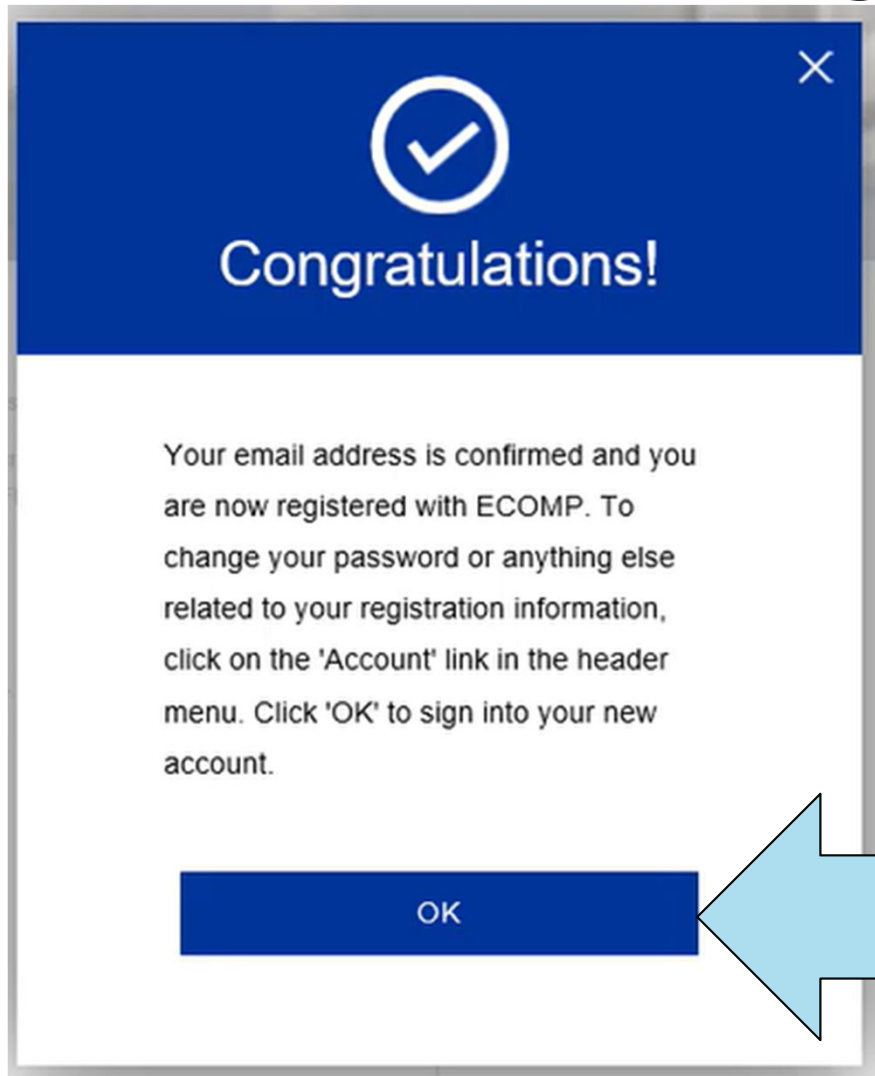 Congratulations!
Your email address is confirmed and you
are now registered with ECOMP. To
change your password or anything else
related to your registration information,
click on the 'Account' link in the header
menu. Click 'OK' to sign into your new
account.
OK